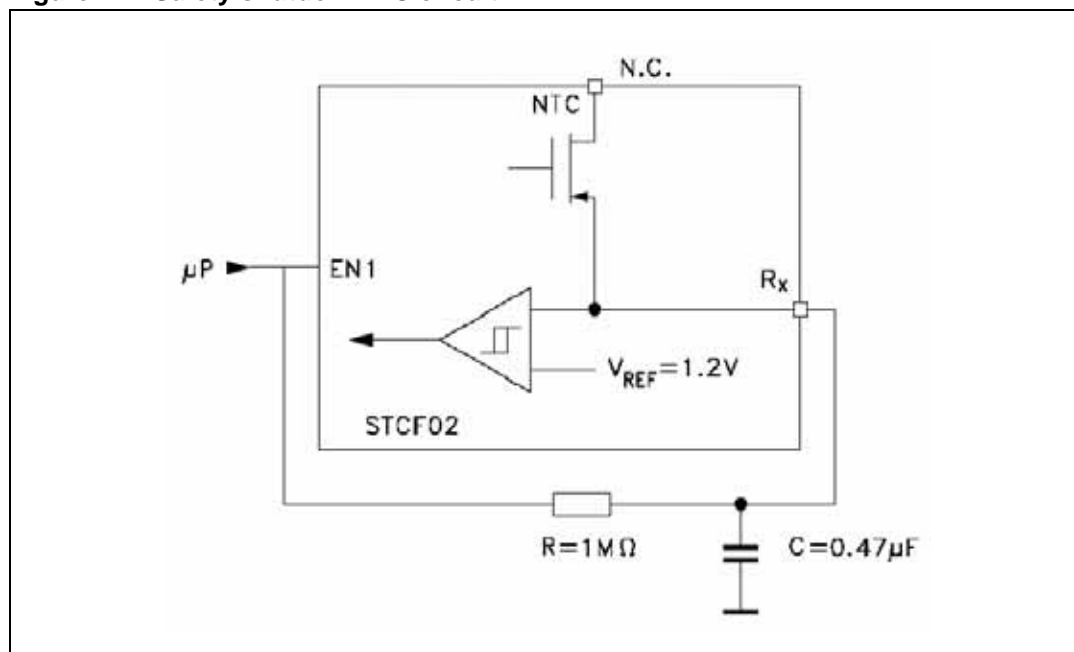 N.C.
NTC
µP
EN1
RX
VREF=1.2V
STCF02
R=1MΩ
C=0.47µF